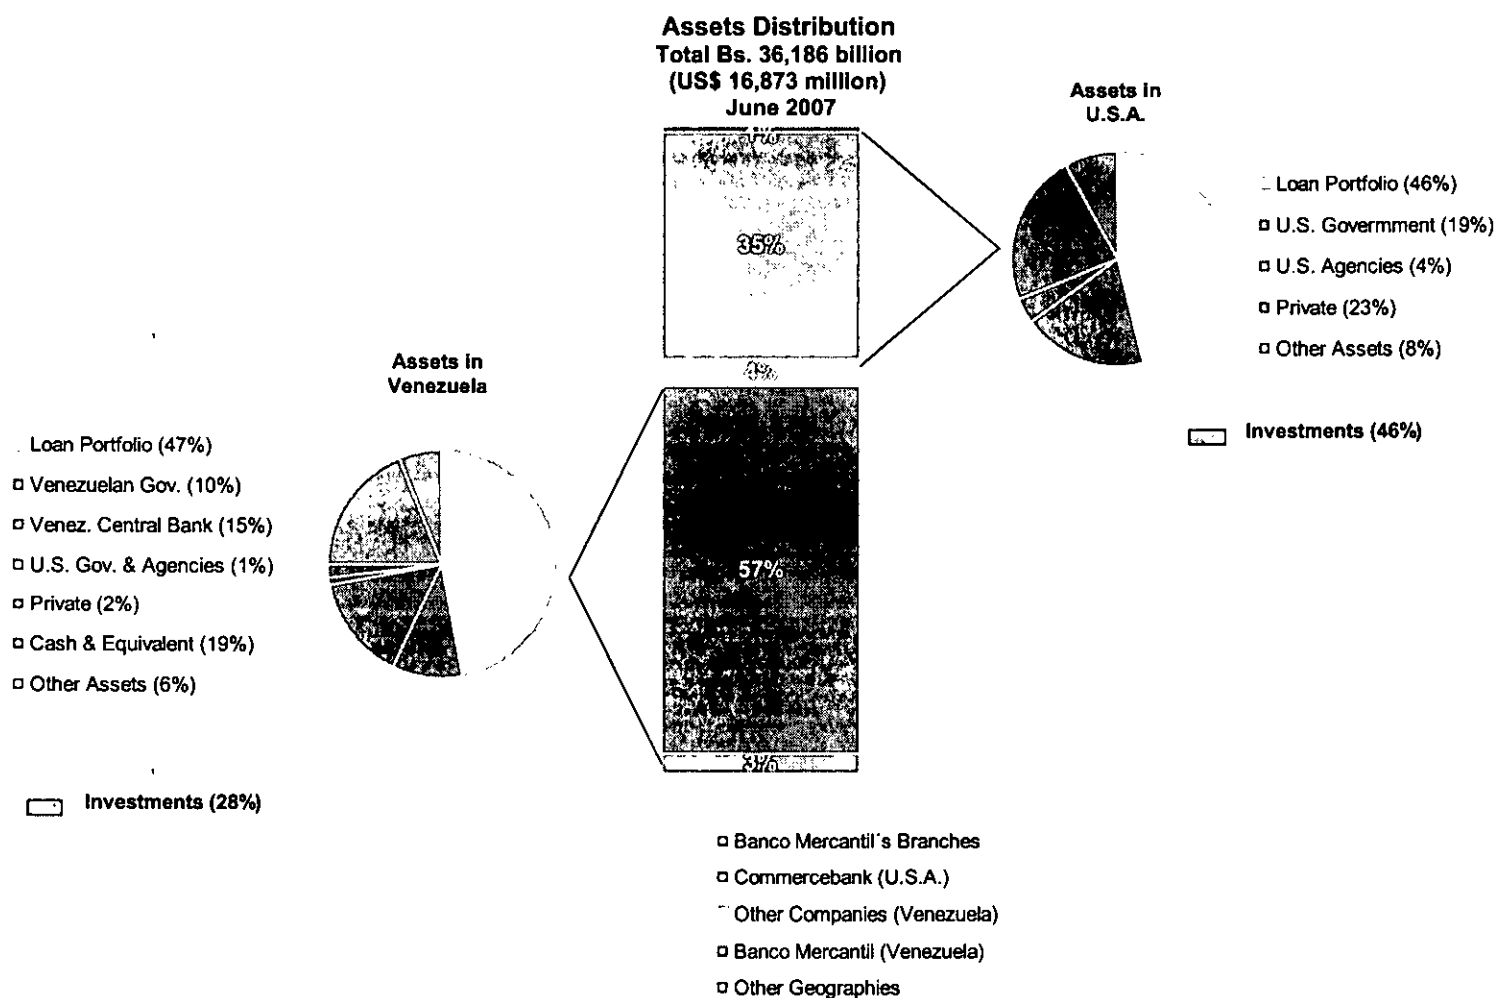 Assets Distribution
Total Bs. 36,186 billion
(US$ 16,873 million)
June 2007
1%
35%
4%
57%
3%
Assets in
U.S.A.
Loan Portfolio (46%)
U.S. Govermment (19%)
U.S. Agencies (4%)
Private (23%)
Other Assets (8%)
Investments (46%)
Assets in
Venezuela
Loan Portfolio (47%)
Venezuelan Gov. (10%)
Venez. Central Bank (15%)
U.S. Gov. & Agencies (1%)
Private (2%)
Cash & Equivalent (19%)
Other Assets (6%)
Investments (28%)
Banco Mercantil´s Branches
Commercebank (U.S.A.)
Other Companies (Venezuela)
Banco Mercantil (Venezuela)
Other Geographies